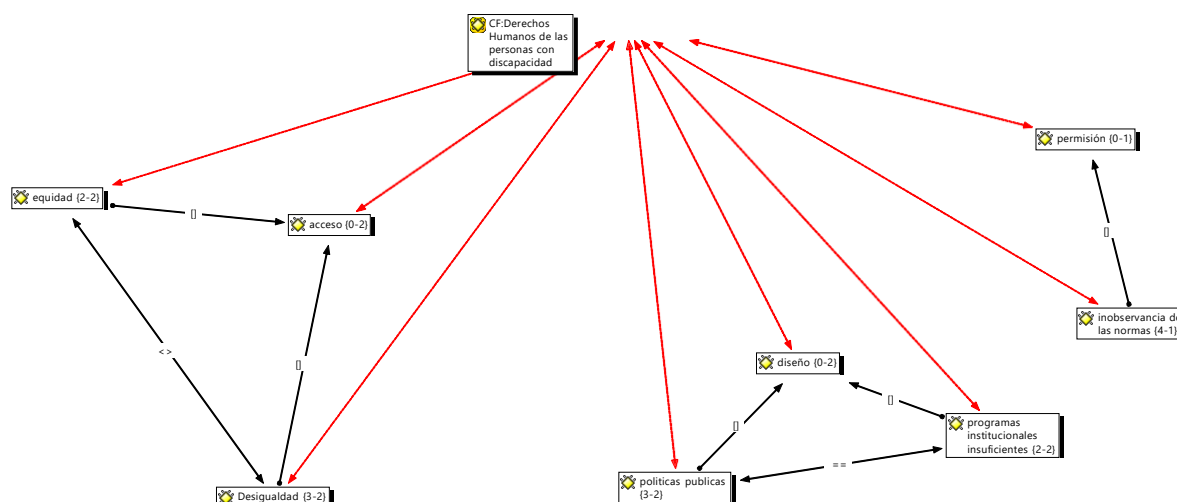 CF:Derechos
Humanos de las
personas con
discapacidad
permisión {0-1}
equidad {2-2}
[]
acceso {0-2}
[]
inobservancia de
las normas {4-1}
<>
[]
diseño {0-2}
[]
[]
programas
institucionales
insuficientes {2-2}
==
politicas publicas
{3-2}
Desigualdad {3-2}